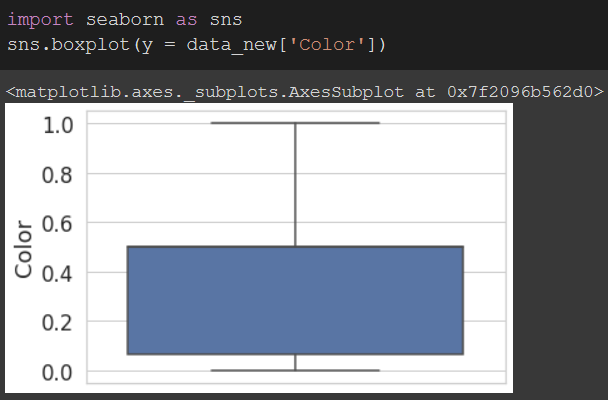 import seaborn as sns
sns.boxplot(y = data_new['Color'])
<matplotlib.axes._subplots.AxesSubplot at 0x7f2096b562d0>
1.0
0.8
0.6
0.4
0.2
0.0
Color